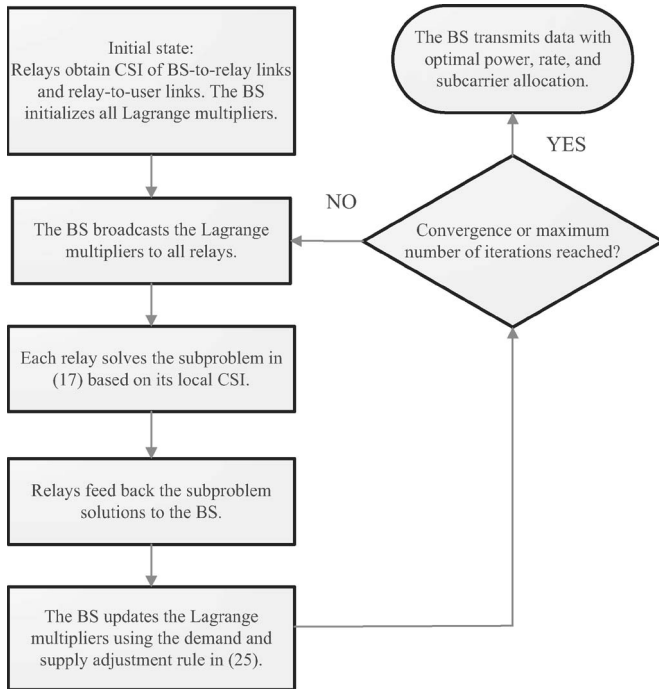 Initial state:
Relays obtain CSI of BS-to-relay links
and relay-to-user links. The BS
initializes all Lagrange multipliers.
The BS broadcasts the Lagrange
multipliers to all relays.
Each relay solves the subproblem in
(17) based on its local CSI.
Relays feed back the subproblem
solutions to the BS.
The BS updates the Lagrange
multipliers using the demand and
supply adjustment rule in (25).
Convergence or maximum
number of iterations reached?
NO
YES
The BS transmits data with
optimal power, rate, and
subcarrier allocation.